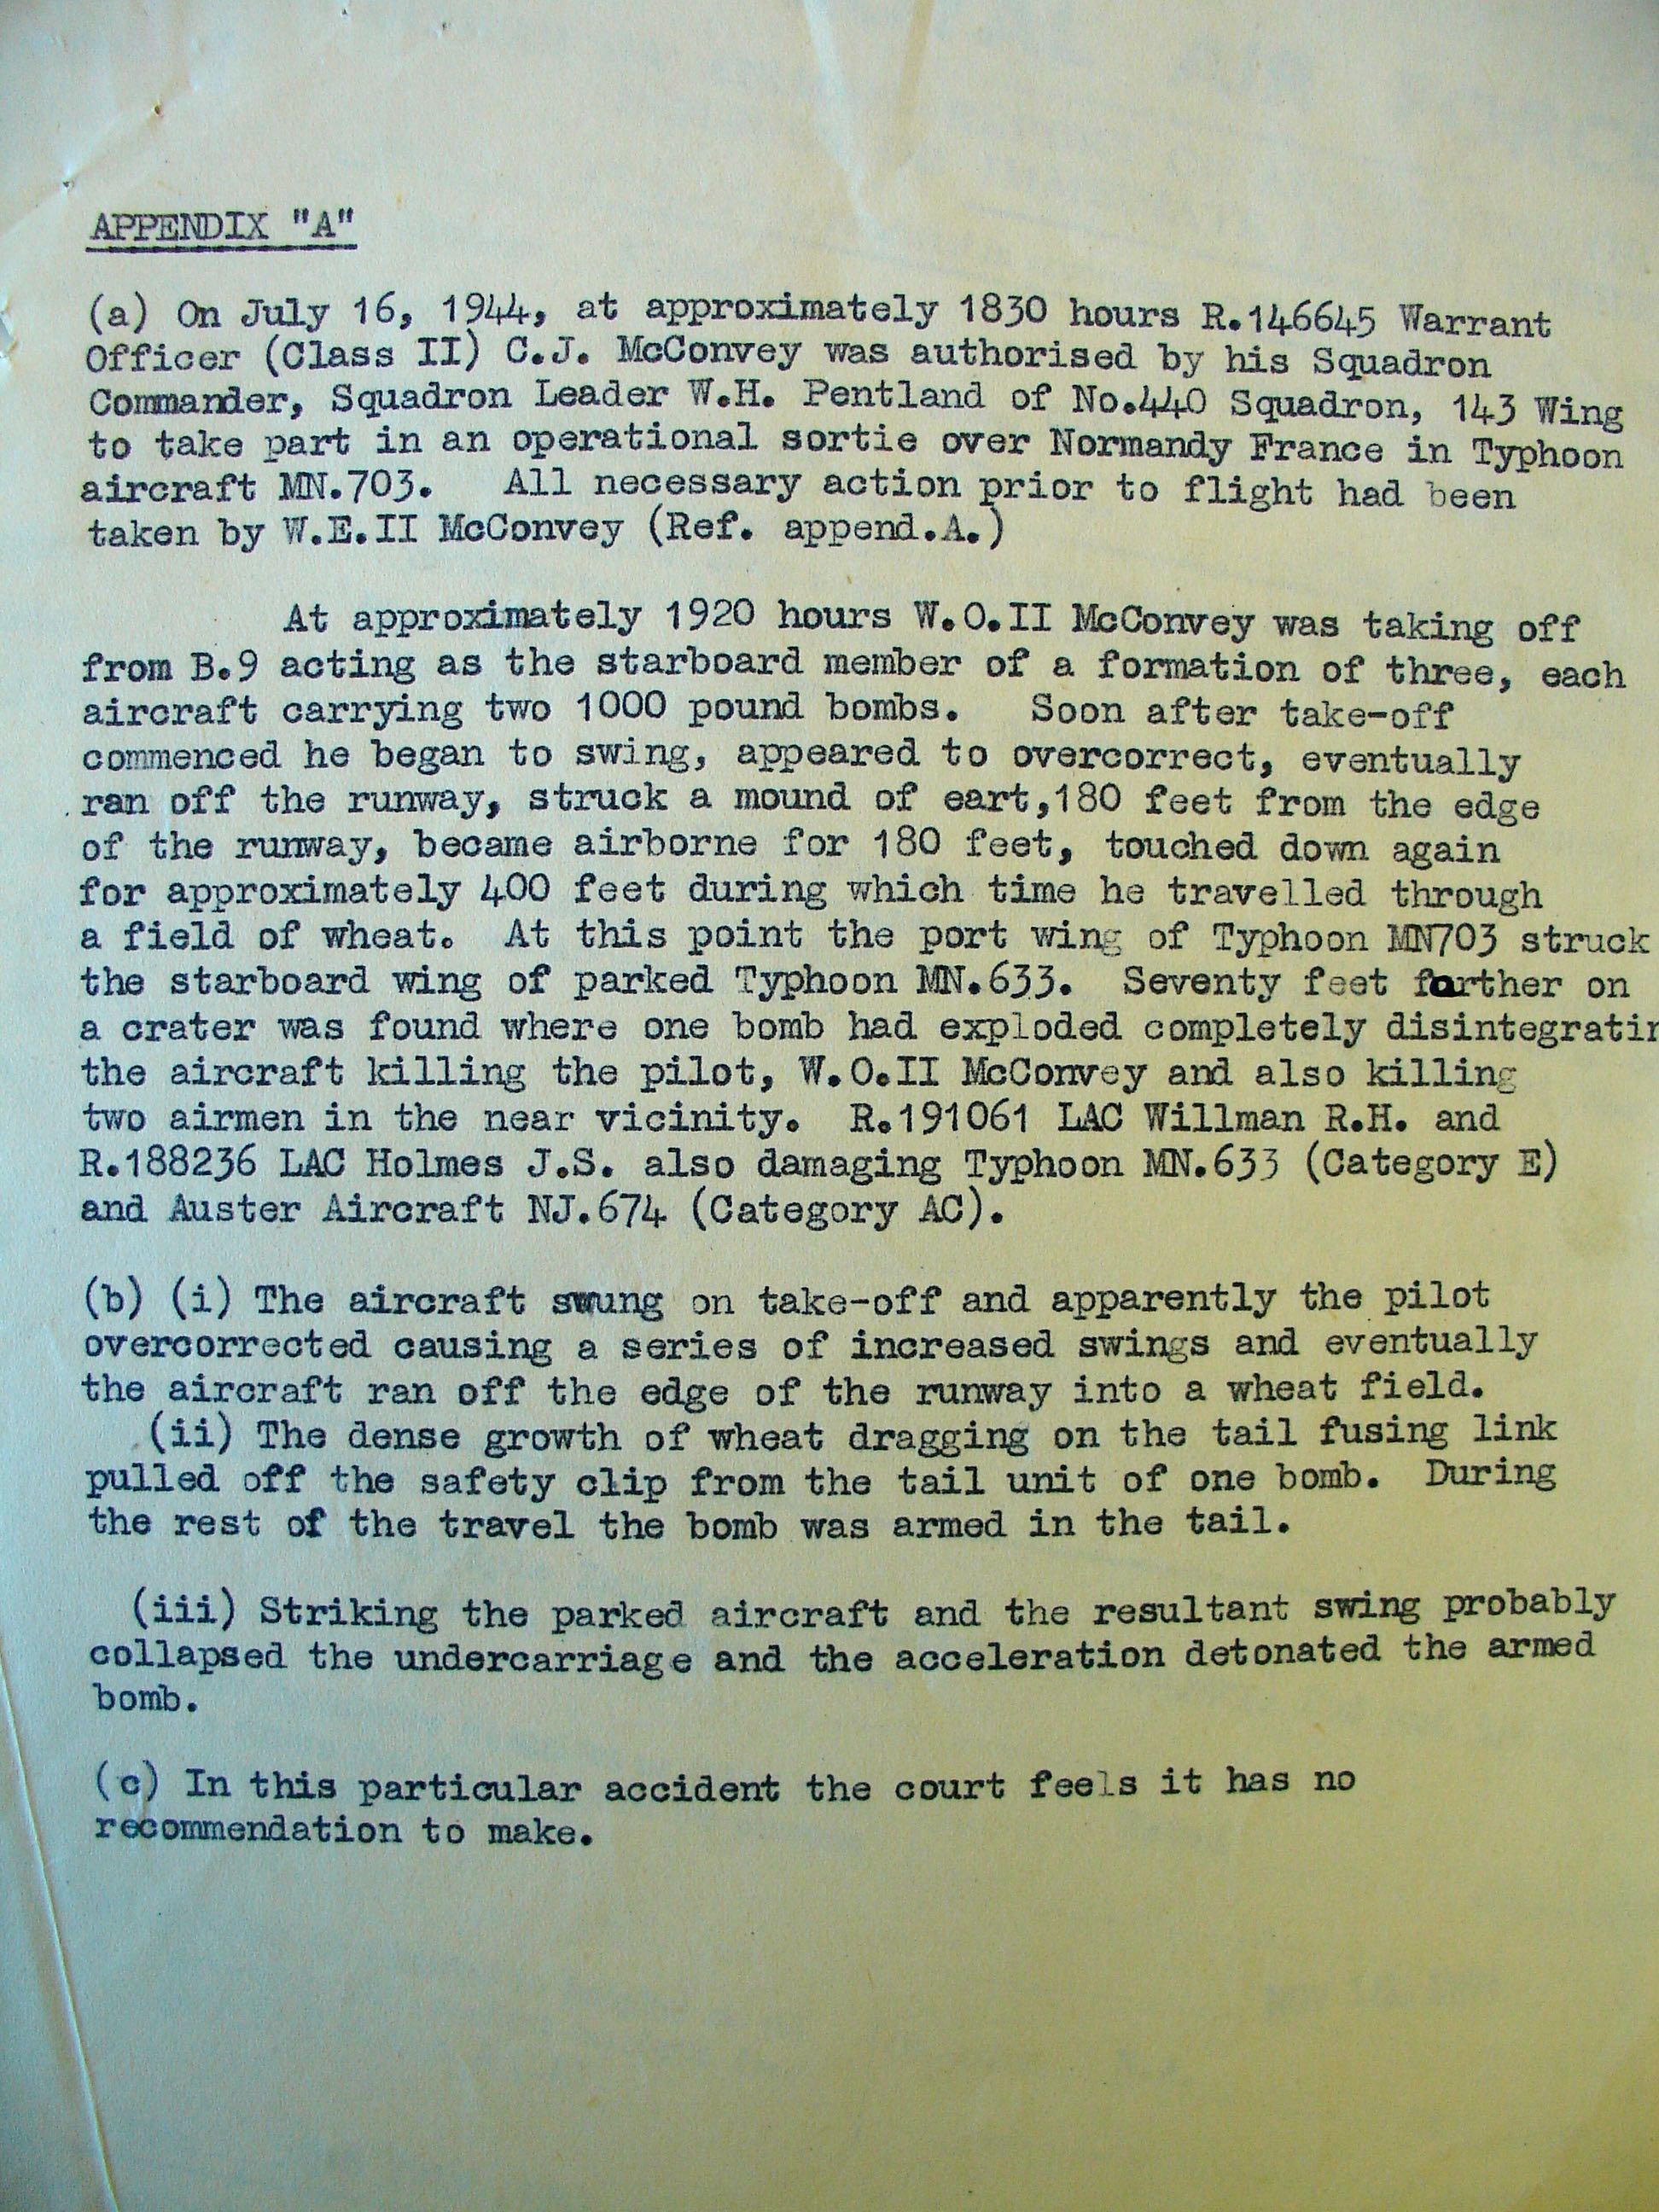 APPENDIX "A"
(a) On July 16, 1944, at approximately 1830 hours R.146645 Warrant
Officer (Class II) C.J. McConvey was authorised by his Squadron
Commander, Squadron Leader W.H. Pentland of No.440 Squadron, 143 Wing
to take part in an operational sortie over Normandy France in Typhoon
aircraft MN.703. All necessary action prior to flight had been
taken by W.E.II McConvey (Ref. append.A.)
At approximately 1920 hours W.O.II McConvey was taking off
from B.9 acting as the starboard member of a formation of three, each
aircraft carrying two 1000 pound bombs. Soon after take-off
commenced he began to swing, appeared to overcorrect, eventually
ran off the runway, struck a mound of eart,180 feet from the edge
of the runway, became airborne for 180 feet, touched down again
for approximately 400 feet during which time he travelled through
a field of wheat. At this point the port wing of Typhoon MN703 struck
the starboard wing of parked Typhoon MN.633. Seventy feet farther on
a crater was found where one bomb had exploded completely disintegratin
the aircraft killing the pilot, W.O.II McConvey and also killing
two airmen in the near vicinity. R.191061 LAC Willman R.H. and
R.188236 LAC Holmes J.S. also damaging Typhoon MN.633 (Category E)
and Auster Aircraft NJ.674 (Category AC).
(b) (i) The aircraft swung on take-off and apparently the pilot
overcorrected causing a series of increased swings and eventually
the aircraft ran off the edge of the runway into a wheat field.
(ii) The dense growth of wheat dragging on the tail fusing link
pulled off the safety clip from the tail unit of one bomb. During
the rest of the travel the bomb was armed in the tail.
(iii) Striking the parked aircraft and the resultant swing probably
collapsed the undercarriage and the acceleration detonated the armed
bomb.
(c) In this particular accident the court feels it has no
recommendation to make.